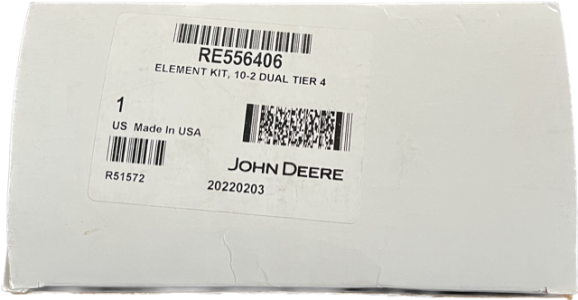 RE556406
ELEMENT KIT, 10-2 DUAL TIER 4
1
US Made In USA
R51572
JOHN DEERE
20220203